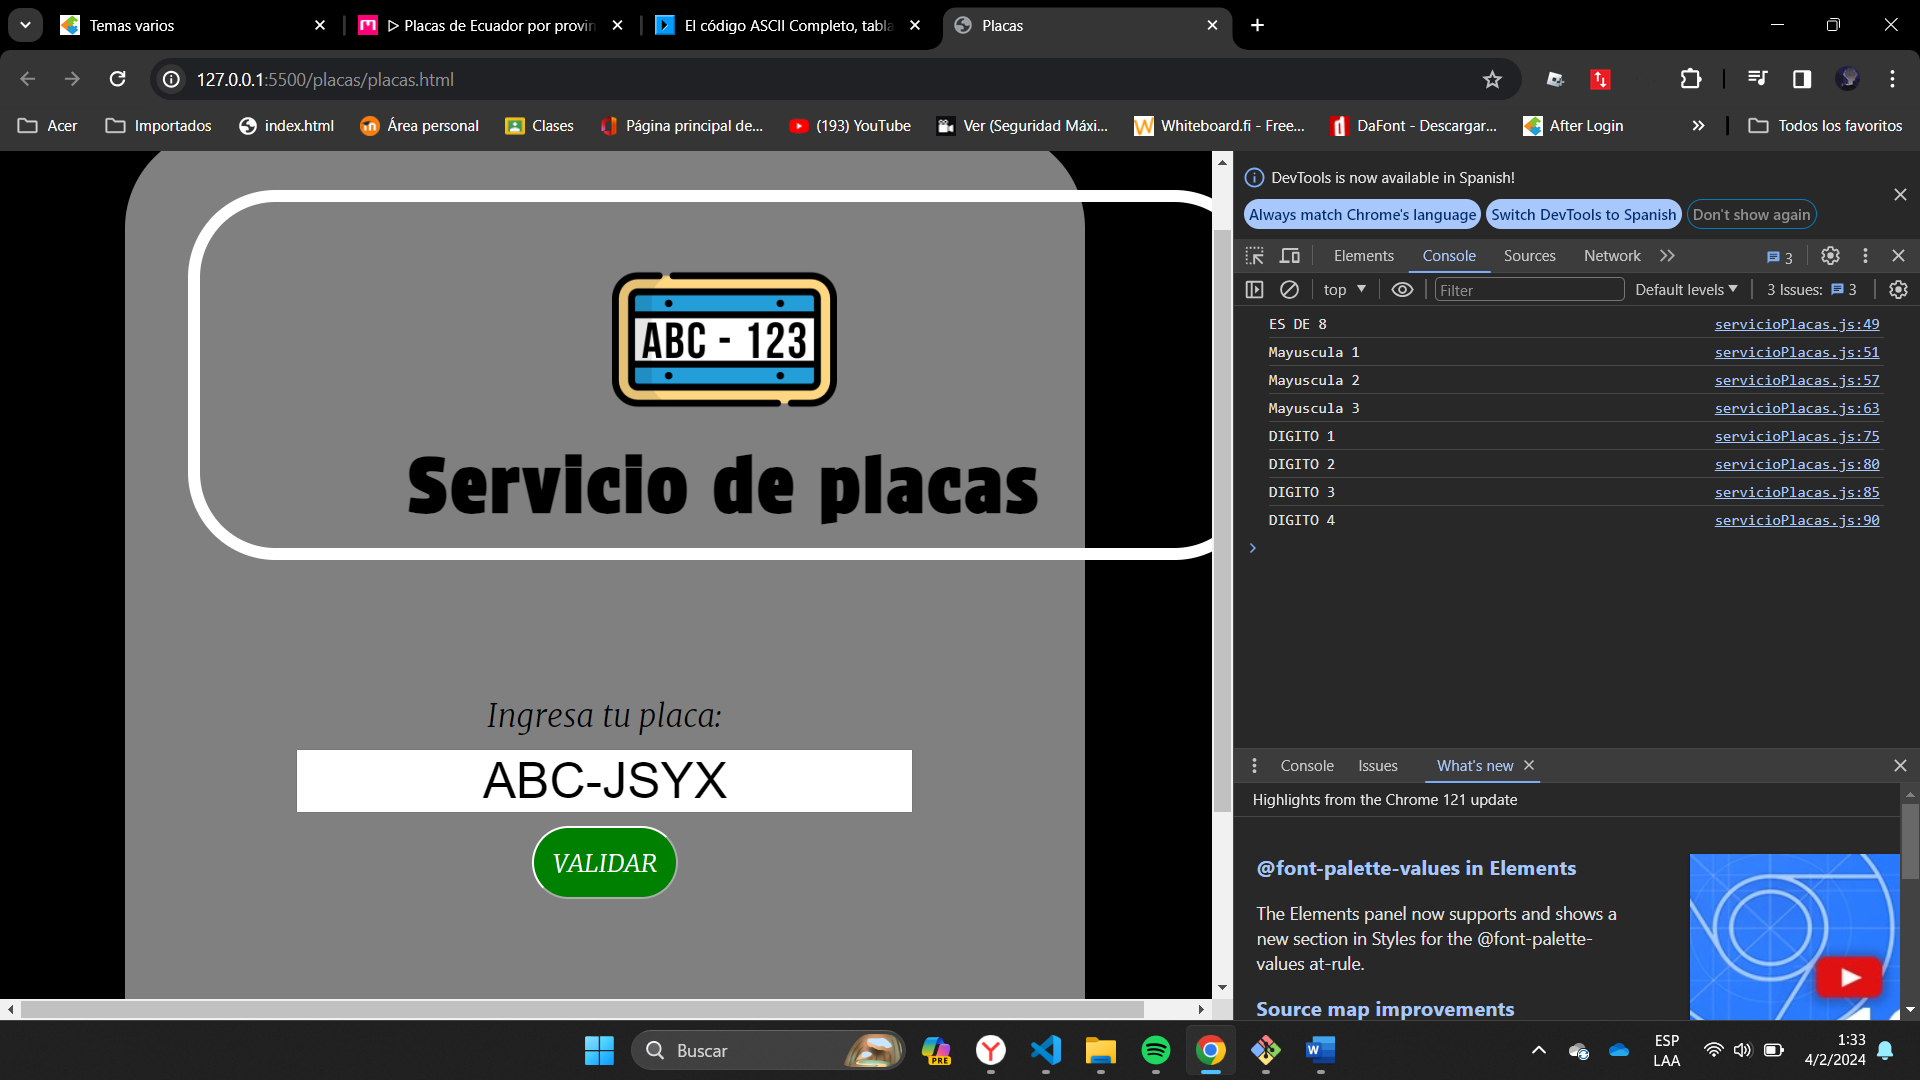 Temas varios
▷ Placas de Ecuador por provin
El código ASCII Completo, tabla
Placas
127.0.0.1:5500/placas/placas.html
Acer
Importados
index.html
Área personal
Clases
Página principal de...
(193) YouTube
Ver (Seguridad Máxi...
Whiteboard.fi - Free...
DaFont - Descargar...
After Login
Todos los favoritos
ABC - 123
Servicio de placas
Ingresa tu placa:
ABC-JSYX
VALIDAR
DevTools is now available in Spanish!
Always match Chrome's language
Switch DevTools to Spanish
Don't show again
Elements
Console
Sources
Network
3
top
Filter
Default levels
3 Issues:
3
ES DE 8 servicioPlacas.js:49
Mayuscula 1 servicioPlacas.js:51
Mayuscula 2 servicioPlacas.js:57
Mayuscula 3 servicioPlacas.js:63
DIGITO 1 servicioPlacas.js:75
DIGITO 2 servicioPlacas.js:80
DIGITO 3 servicioPlacas.js:85
DIGITO 4 servicioPlacas.js:90
Console
Issues
What's new
Highlights from the Chrome 121 update
@font-palette-values in Elements
The Elements panel now supports and shows a
new section in Styles for the @font-palette-
values at-rule.
Source map improvements
Buscar
PRE
ESP
LAA
1:33
4/2/2024